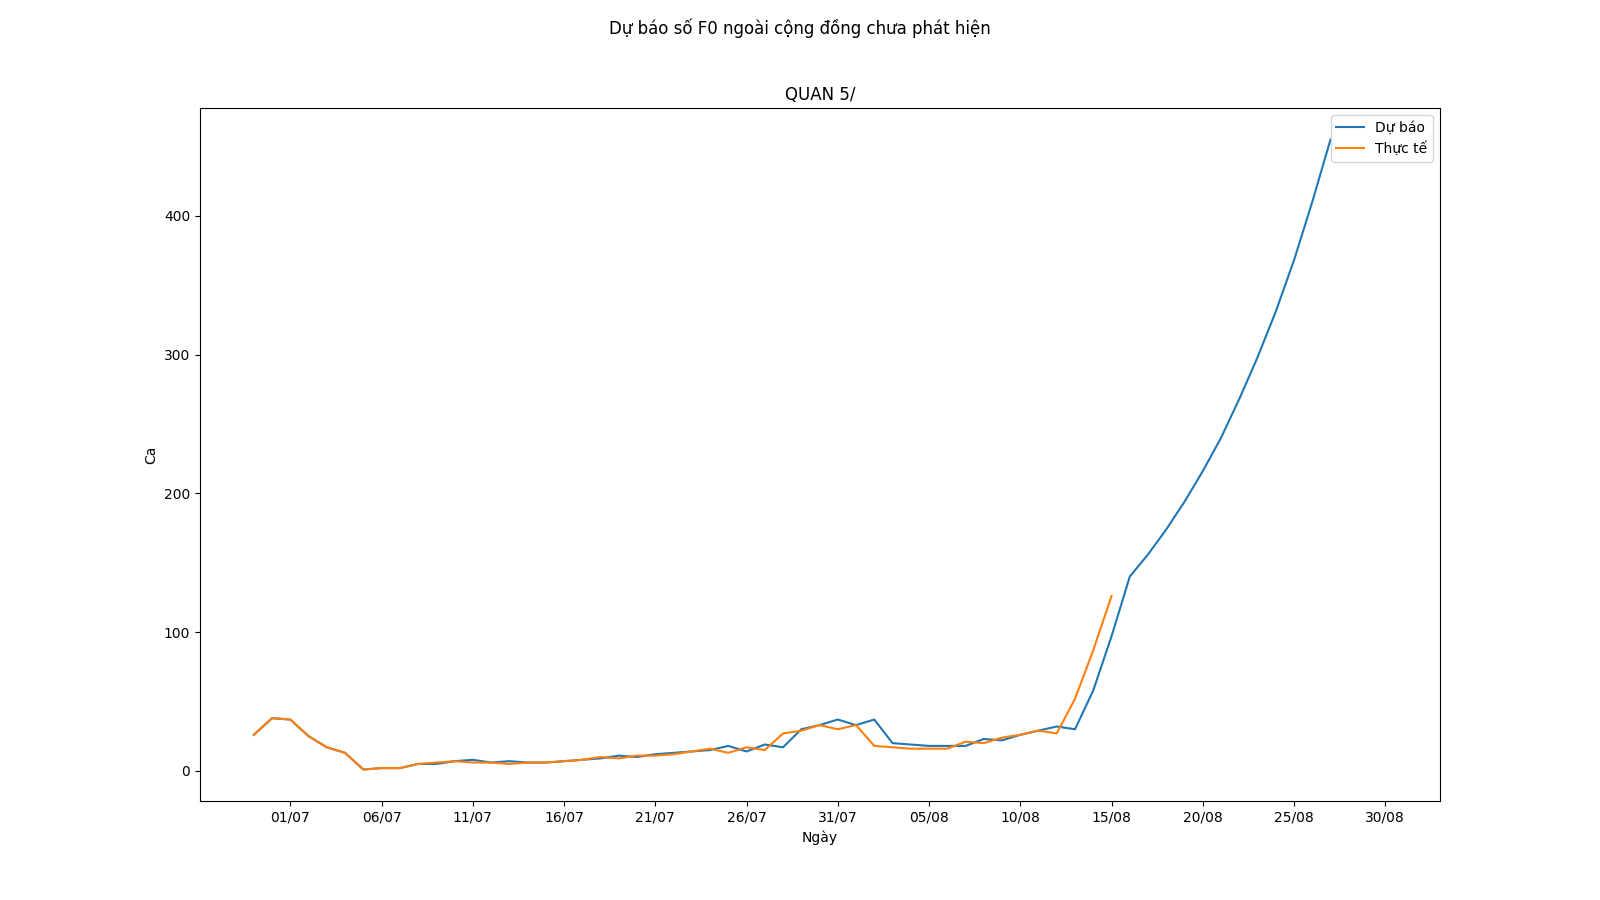 Dự báo số F0 ngoài cộng đồng chưa phát hiện
QUAN 5/
Dự báo
Thực tế
400
300
200
100
0
Ca
01/07 06/07 11/07 16/07 21/07 26/07 31/07 05/08 10/08 15/08 20/08 25/08 30/08
Ngày